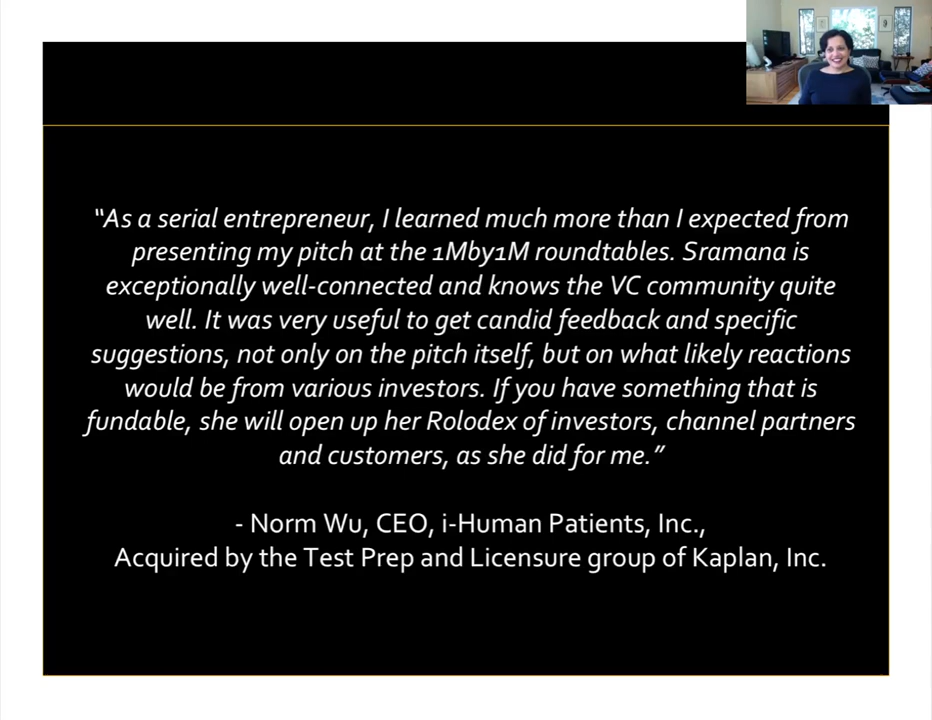 “As a serial entrepreneur, I learned much more than I expected from
presenting my pitch at the 1Mby1M roundtables. Sramana is
exceptionally well-connected and knows the VC community quite
well. It was very useful to get candid feedback and specific
suggestions, not only on the pitch itself, but on what likely reactions
would be from various investors. If you have something that is
fundable, she will open up her Rolodex of investors, channel partners
and customers, as she did for me.”
- Norm Wu, CEO, i-Human Patients, Inc.,
Acquired by the Test Prep and Licensure group of Kaplan, Inc.